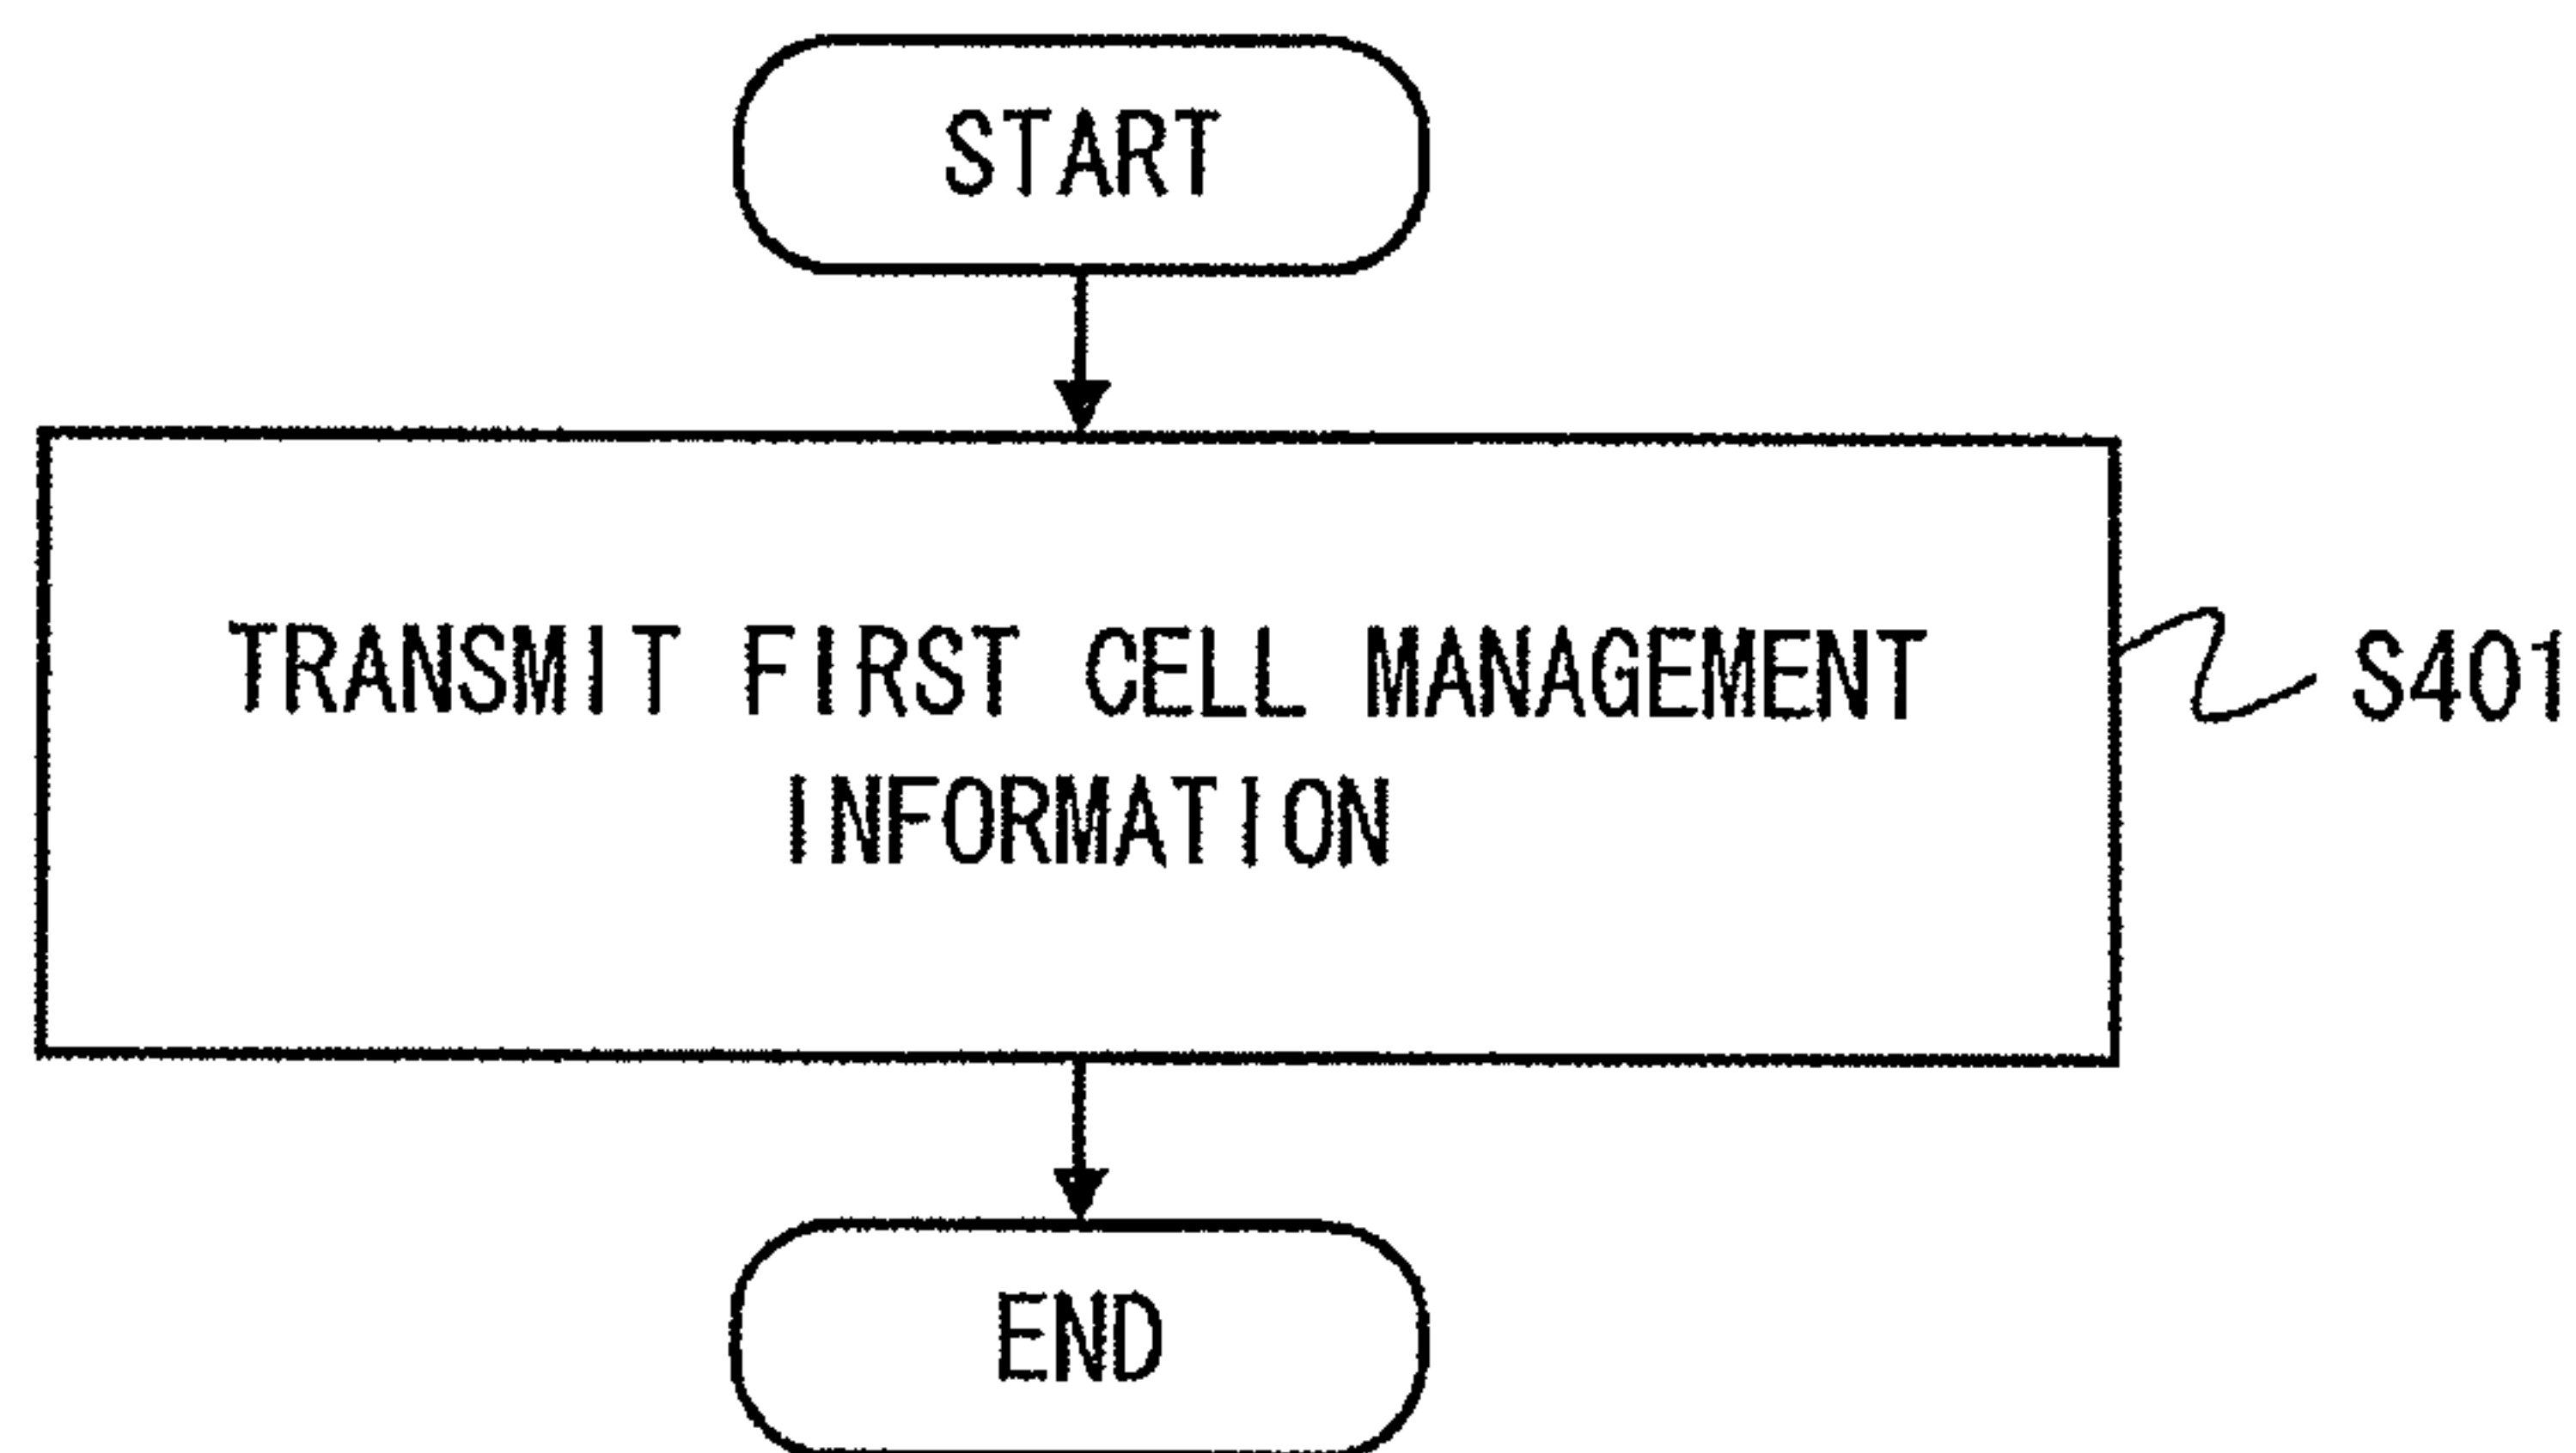 START
TRANSMIT FIRST CELL MANAGEMENT
INFORMATION
S401
END